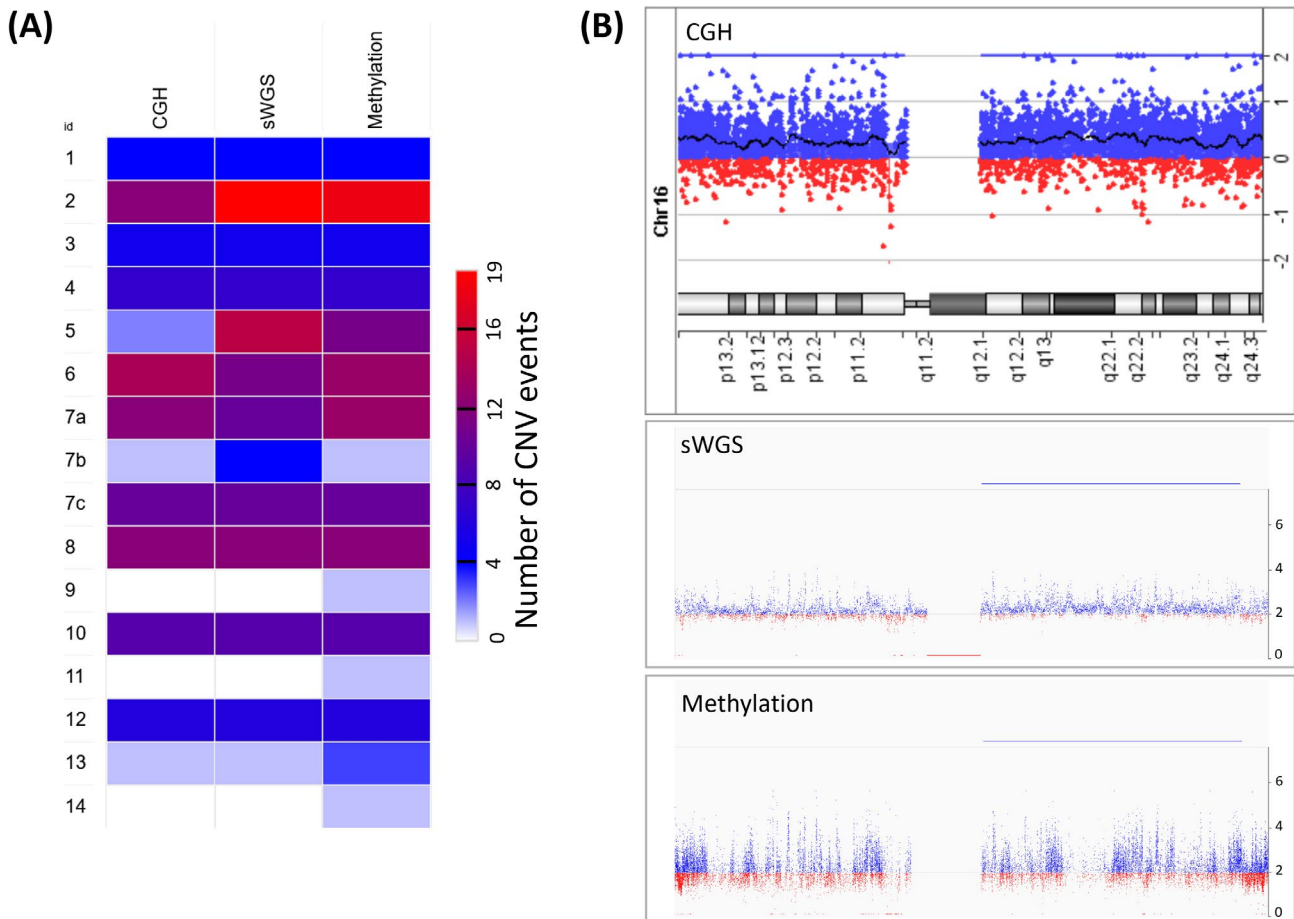 (A)
id
CGH
sWGS
Methylation
1
2
3
4
5
6
7a
7b
7c
8
9
10
11
12
13
14
19
16
12
8
4
0
Number of CNV events
(B)
CGH
Chr16
2
1
0
-1
-2
p13.2
p13.12
p12.3
p12.2
p11.2
q11.2
q12.1
q12.2
q13
q22.1
q22.2
q23.2
q24.1
q24.3
sWGS
6
4
2
0
Methylation
6
4
2
0